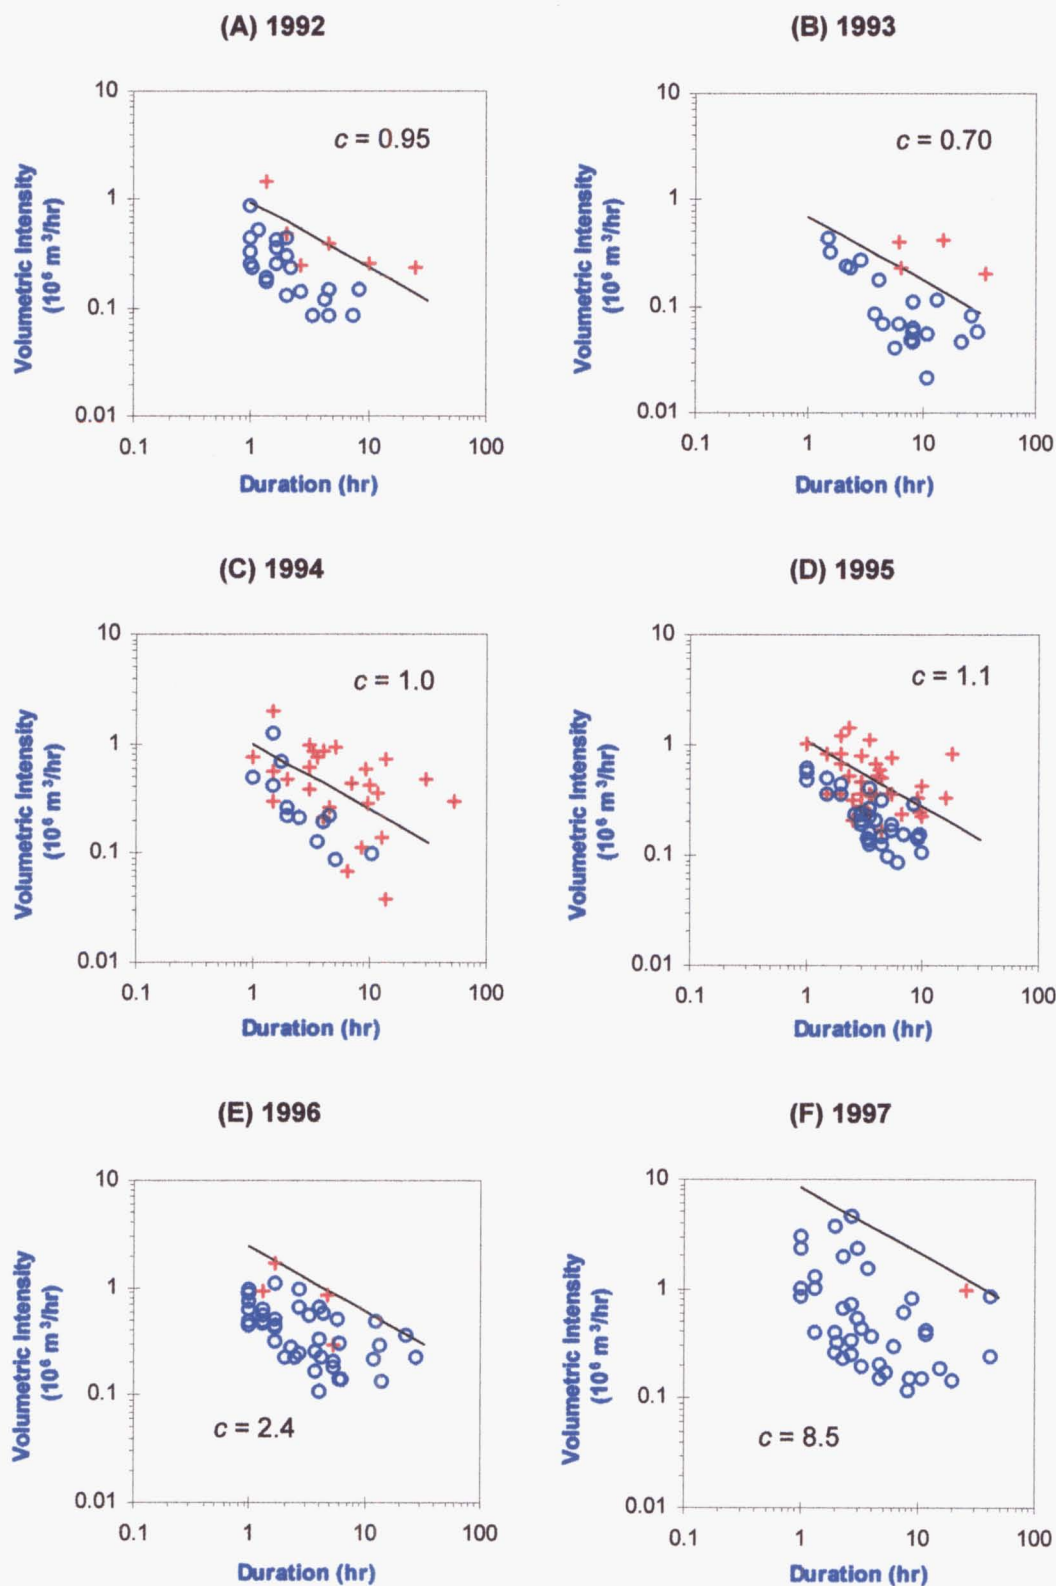 (A) 1992
(B) 1993
10
c = 0.95
1
0.1
0.01
0.1
1
10
100
Volumetric Intensity
(10⁶ m³/hr)
Duration (hr)
10
c = 0.70
1
0.1
0.01
0.1
1
10
100
Volumetric Intensity
(10⁶ m³/hr)
Duration (hr)
(C) 1994
(D) 1995
10
c = 1.0
1
0.1
0.01
0.1
1
10
100
Volumetric Intensity
(10⁶ m³/hr)
Duration (hr)
10
c = 1.1
1
0.1
0.01
0.1
1
10
100
Volumetric Intensity
(10⁶ m³/hr)
Duration (hr)
(E) 1996
(F) 1997
10
1
0.1
c = 2.4
0.01
0.1
1
10
100
Volumetric Intensity
(10⁶ m³/hr)
Duration (hr)
10
1
0.1
c = 8.5
0.01
0.1
1
10
100
Volumetric Intensity
(10⁶ m³/hr)
Duration (hr)